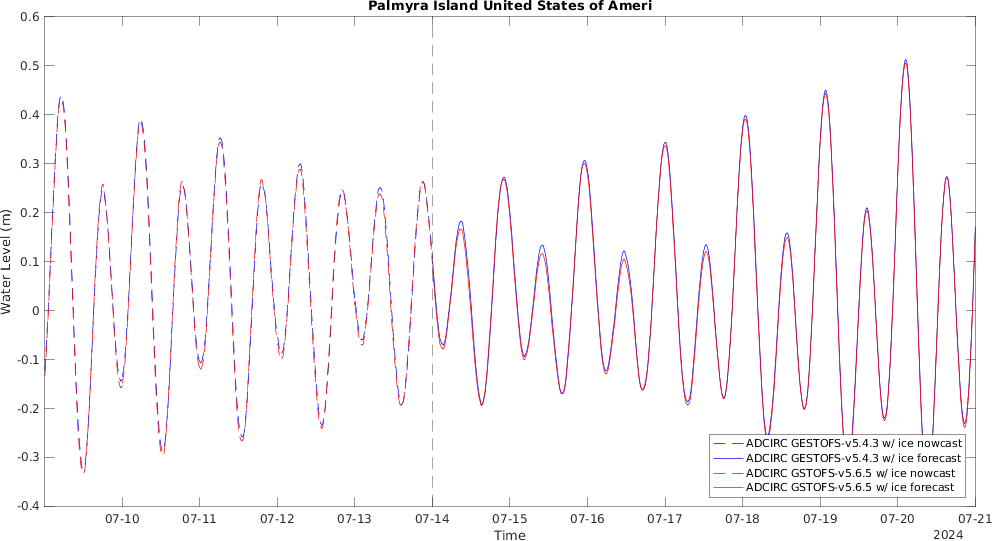 Palmyra Island United States of Ameri
0.6
0.5
0.4
0.3
0.2
0.1
0
-0.1
-0.2
-0.3
-0.4
Water Level (m)
07-10 07-11 07-12 07-13 07-14 07-15 07-16 07-17 07-18 07-19 07-20 07-21
Time
2024
ADCIRC GESTOFS-v5.4.3 w/ ice nowcast
ADCIRC GESTOFS-v5.4.3 w/ ice forecast
ADCIRC GSTOFS-v5.6.5 w/ ice nowcast
ADCIRC GSTOFS-v5.6.5 w/ ice forecast